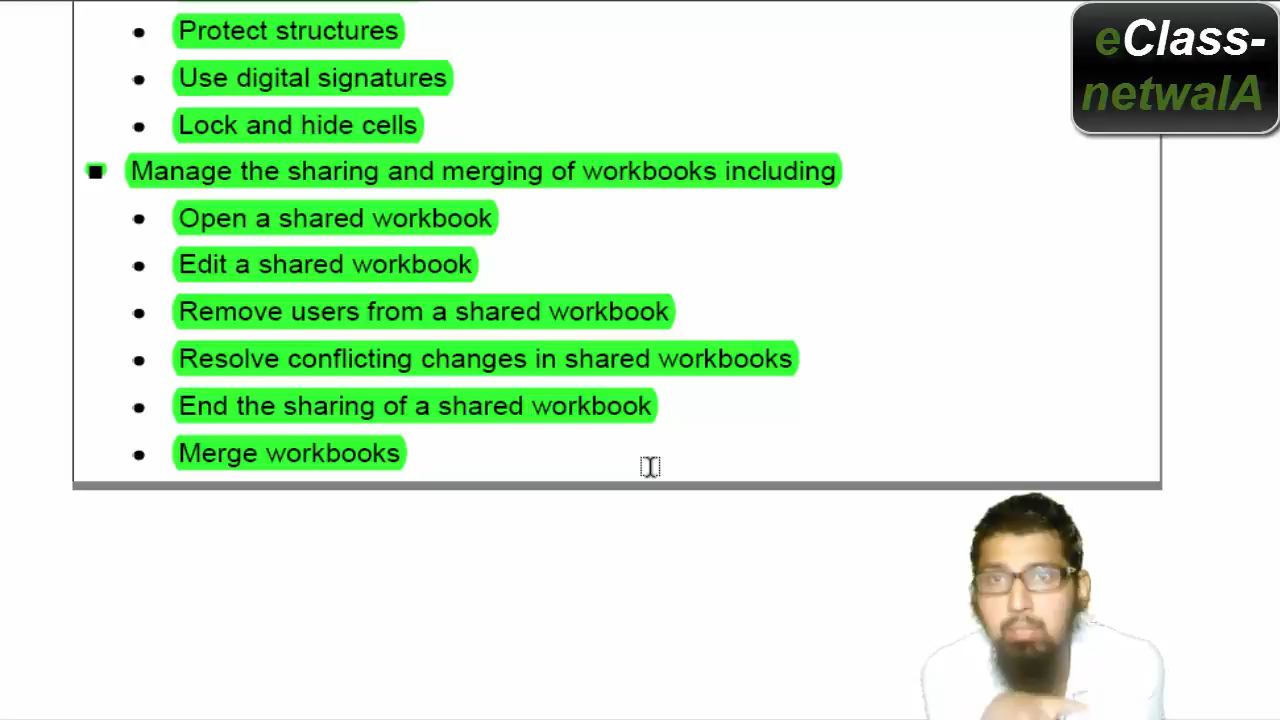 Protect structures
Use digital signatures
Lock and hide cells
Manage the sharing and merging of workbooks including
Open a shared workbook
Edit a shared workbook
Remove users from a shared workbook
Resolve conflicting changes in shared workbooks
End the sharing of a shared workbook
Merge workbooks
eClass-
netwalA